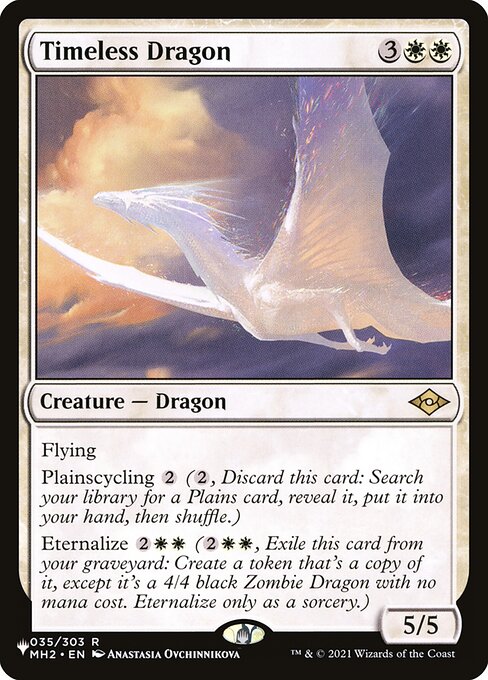 Timeless Dragon 3
Creature — Dragon
Flying
Plainscycling 2 (2, Discard this card: Search
your library for a Plains card, reveal it, put it into
your hand, then shuffle.)
Eternalize 2 (2, Exile this card from
your graveyard: Create a token that's a copy of
it, except it's a 4/4 black Zombie Dragon with no
mana cost. Eternalize only as a sorcery.)
5/5
035/303 R
MH2 • EN Anastasia Ovchinnikova
™ & © 2021 Wizards of the Coast